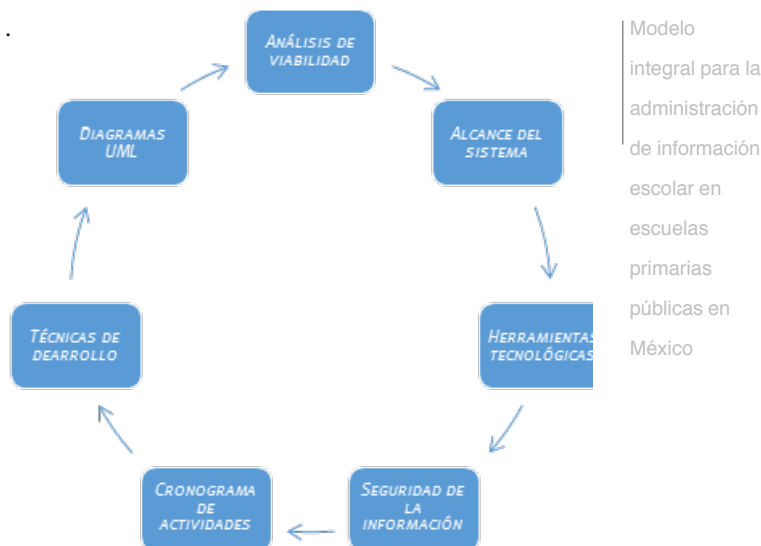 .
ANÁLISIS DE
VIABILIDAD
ALCANCE DEL
SISTEMA
HERRAMIENTAS
TECNOLÓGICAS
SEGURIDAD DE
LA
INFORMACIÓN
CRONOGRAMA
DE
ACTIVIDADES
TÉCNICAS DE
DEARROLLO
DIAGRAMAS
UML
Modelo
integral para la
administración
de información
escolar en
escuelas
primarias
públicas en
México